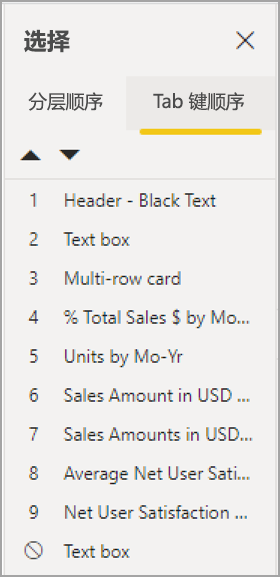 选择
分层顺序 Tab 键顺序
1 Header - Black Text
2 Text box
3 Multi-row card
4 % Total Sales $ by Mo...
5 Units by Mo-Yr
6 Sales Amount in USD ...
7 Sales Amounts in USD...
8 Average Net User Sati...
9 Net User Satisfaction ...
Text box